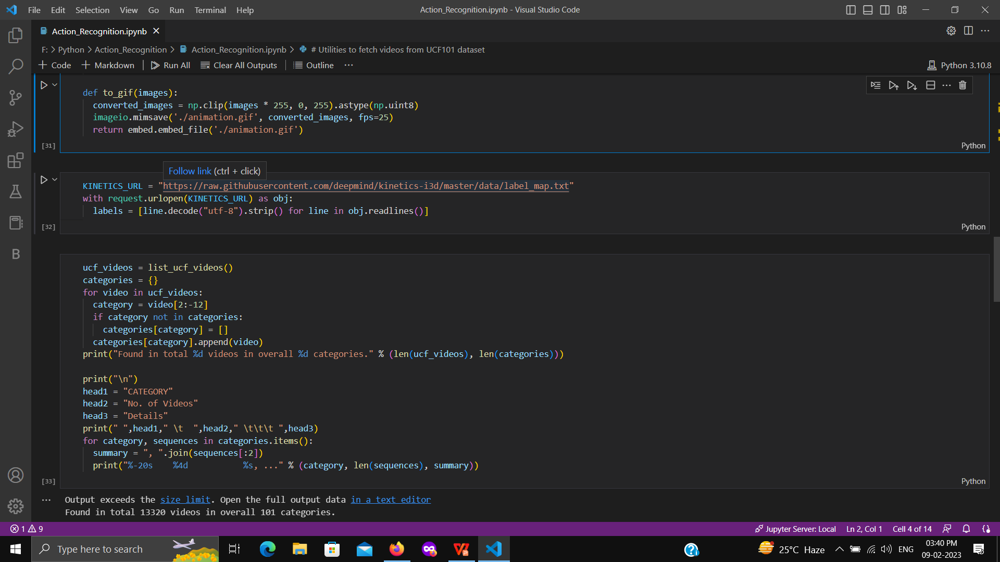 File Edit Selection View Go Run Terminal Help
Action_Recognition.ipynb - Visual Studio Code
Action_Recognition.ipynb
F: > Python > Action_Recognition > Action_Recognition.ipynb > # Utilities to fetch videos from UCF101 dataset
+ Code + Markdown | Run All Clear All Outputs | Outline ...
Python 3.10.8
def to_gif(images):
converted_images = np.clip(images * 255, 0, 255).astype(np.uint8)
imageio.mimsave('./animation.gif', converted_images, fps=25)
return embed.embed_file('./animation.gif')
[31]
Python
Follow link (ctrl + click)
KINETICS_URL = "https://raw.githubusercontent.com/deepmind/kinetics-i3d/master/data/label_map.txt"
with request.urlopen(KINETICS_URL) as obj:
labels = [line.decode("utf-8").strip() for line in obj.readlines()]
[32]
Python
ucf_videos = list_ucf_videos()
categories = {}
for video in ucf_videos:
category = video[2:-12]
if category not in categories:
categories[category] = []
categories[category].append(video)
print("Found in total %d videos in overall %d categories." % (len(ucf_videos), len(categories)))
print("\n")
head1 = "CATEGORY"
head2 = "No. of Videos"
head3 = "Details"
print(" ",head1," \t  ",head2," \t\t\t ",head3)
for category, sequences in categories.items():
summary = ", ".join(sequences[:2])
print("%-20s    %4d           %s, ..." % (category, len(sequences), summary))
[33]
Python
... Output exceeds the size limit. Open the full output data in a text editor
Found in total 13320 videos in overall 101 categories.
1 9
Jupyter Server: Local Ln 2, Col 1 Cell 4 of 14
Type here to search
25°C Haze
ENG
03:40 PM
09-02-2023